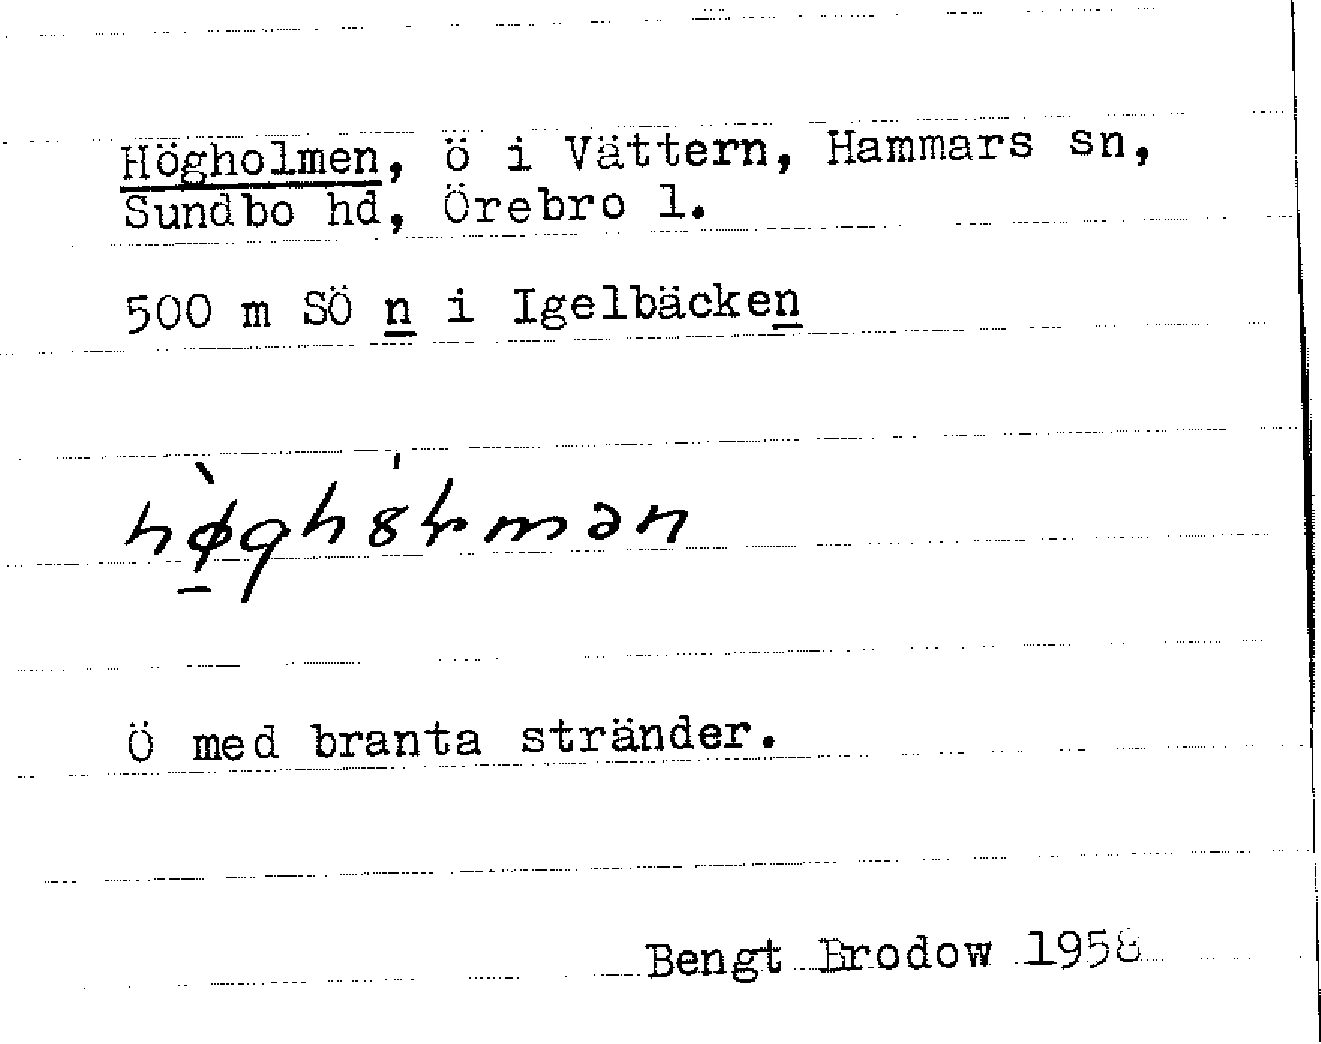 Högholmen, ö i Vättern, Hammars sn,
Sundbo hd, Örebro l.
500 m SÖ n i Igelbäcken
Ö med branta stränder.
Bengt Brodow 1958